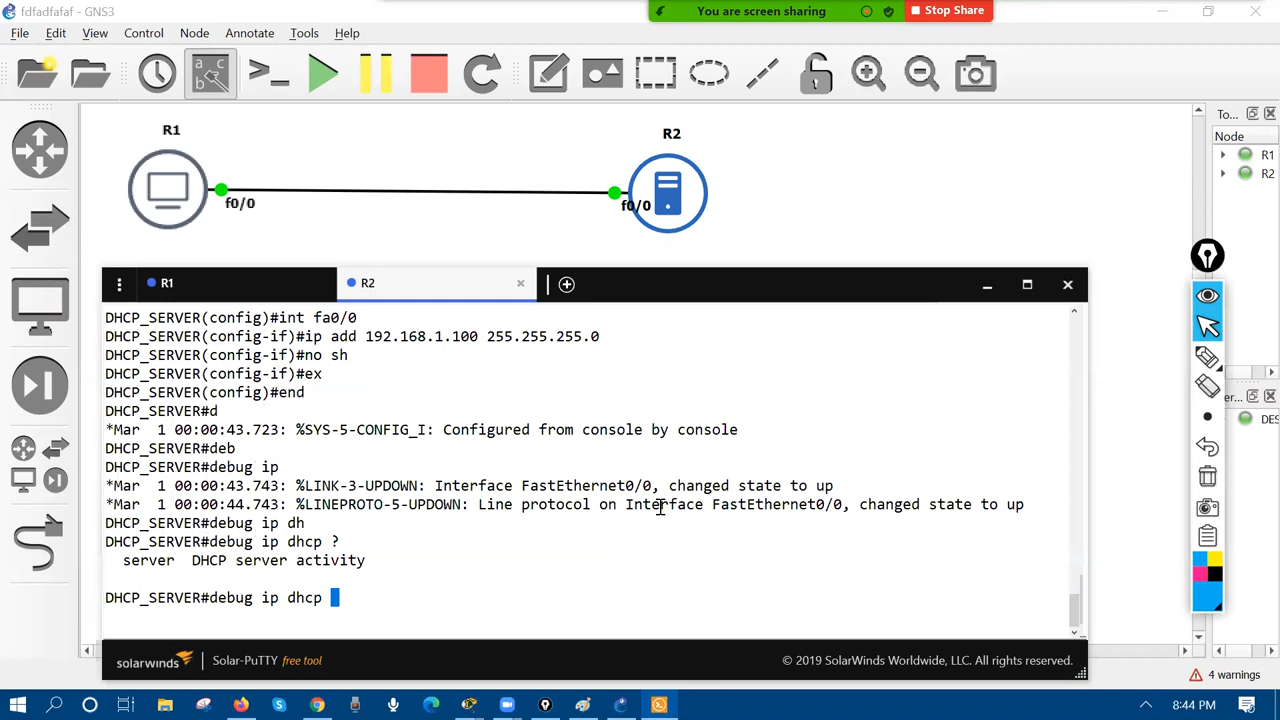 fdfadfafaf - GNS3
You are screen sharing
Stop Share
File Edit View Control Node Annotate Tools Help
a c
b
R1
R2
f0/0
f0/0
To...
Node
R1
R2
R1
R2
DHCP_SERVER(config)#int fa0/0
DHCP_SERVER(config-if)#ip add 192.168.1.100 255.255.255.0
DHCP_SERVER(config-if)#no sh
DHCP_SERVER(config-if)#ex
DHCP_SERVER(config)#end
DHCP_SERVER#d
*Mar  1 00:00:43.723: %SYS-5-CONFIG_I: Configured from console by console
DHCP_SERVER#deb
DHCP_SERVER#debug ip
*Mar  1 00:00:43.743: %LINK-3-UPDOWN: Interface FastEthernet0/0, changed state to up
*Mar  1 00:00:44.743: %LINEPROTO-5-UPDOWN: Line protocol on Interface FastEthernet0/0, changed state to up
DHCP_SERVER#debug ip dh
DHCP_SERVER#debug ip dhcp ?
server  DHCP server activity
DHCP_SERVER#debug ip dhcp
er...
DES
solarwinds Solar-PuTTY free tool
© 2019 SolarWinds Worldwide, LLC. All rights reserved.
4 warnings
8:44 PM